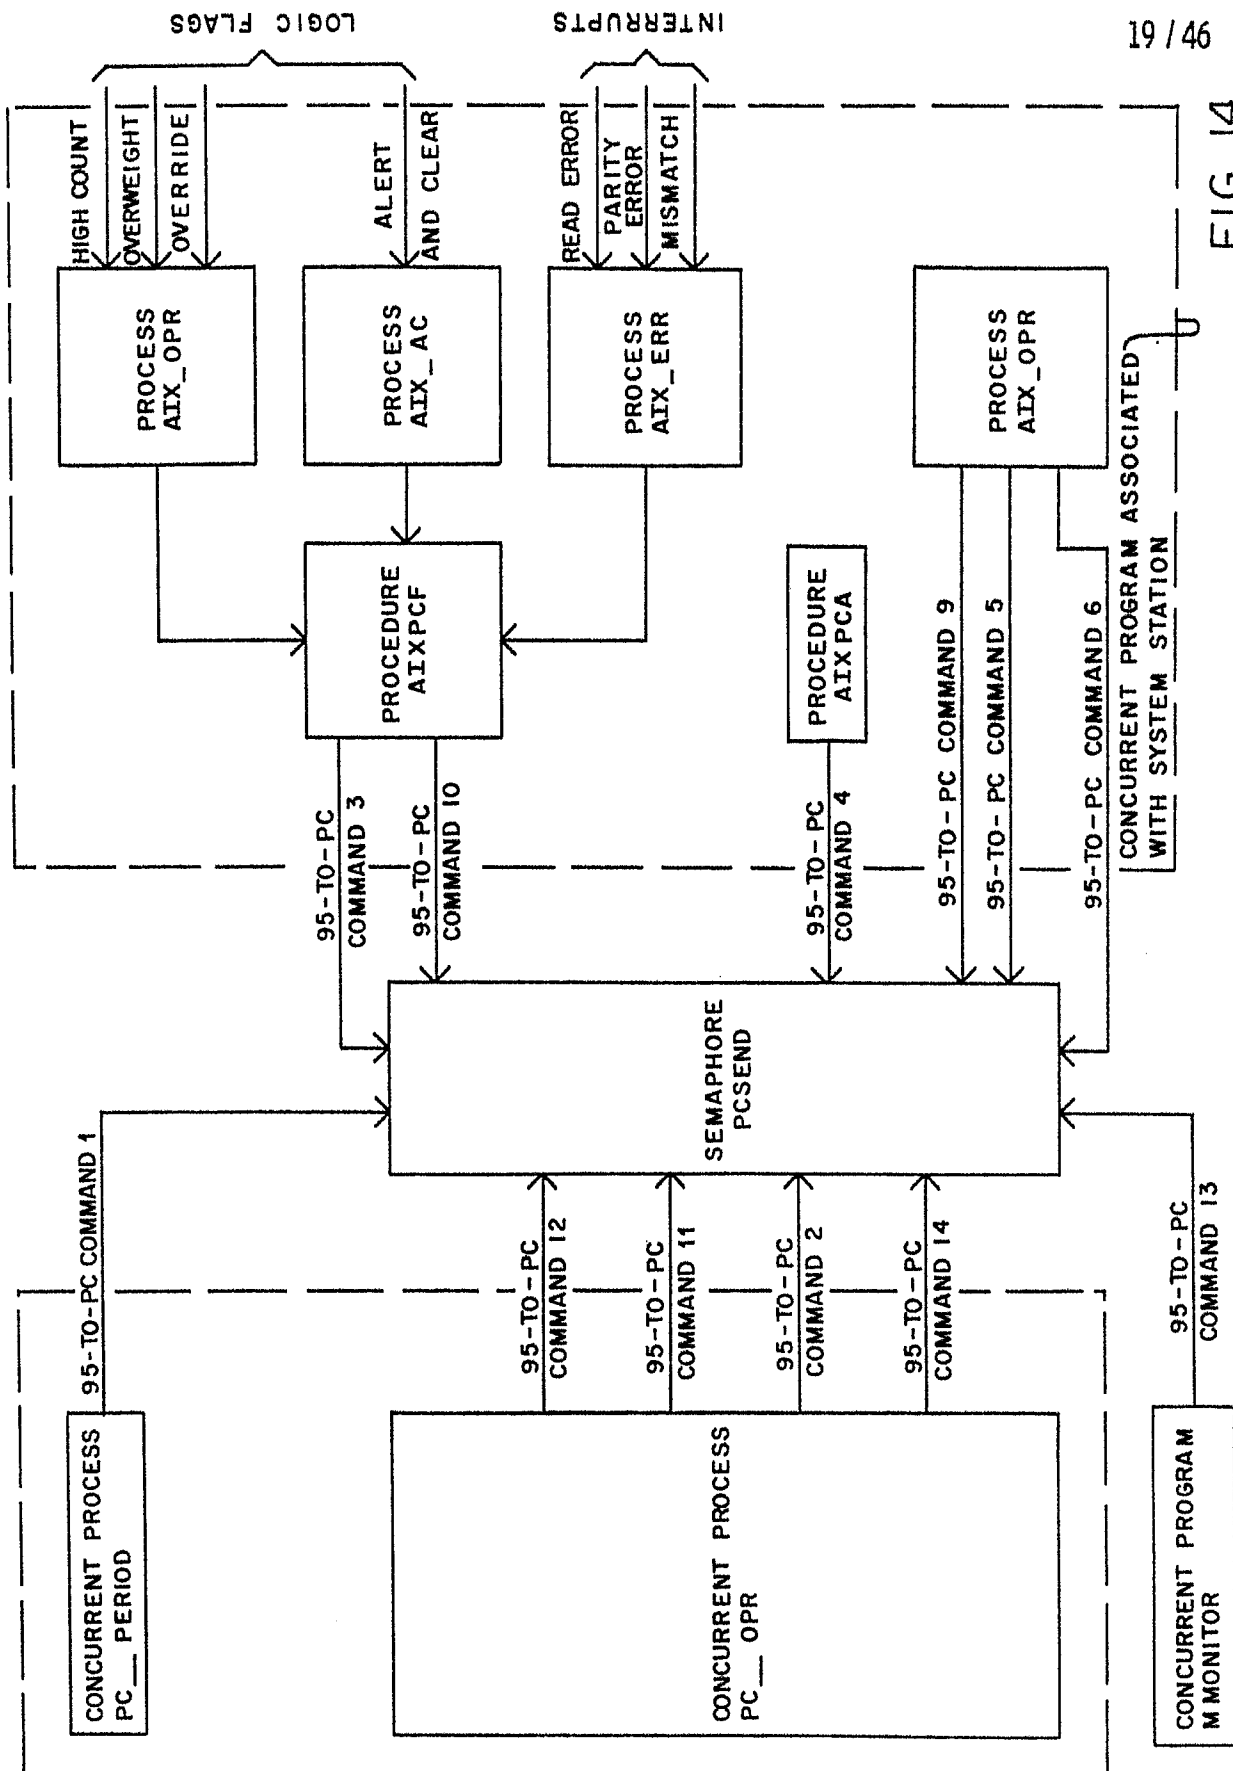 19 / 46
LOGIC FLAGS
INTERRUPTS
HIGH COUNT
OVERWEIGHT
OVERRIDE
ALERT
AND CLEAR
READ ERROR
PARITY
ERROR
MISMATCH
PROCESS
AIX_OPR
PROCESS
AIX_AC
PROCESS
AIX_ERR
PROCESS
AIX_OPR
PROCEDURE
AIXPCF
PROCEDURE
AIXPCA
95-TO-PC
COMMAND 3
95-TO-PC
COMMAND 10
95-TO-PC
COMMAND 4
95-TO-PC COMMAND 9
95-TO-PC COMMAND 5
95-TO-PC COMMAND 6
CONCURRENT PROGRAM ASSOCIATED
WITH SYSTEM STATION
SEMAPHORE
PCSEND
95-TO-PC COMMAND 1
95-TO-PC
COMMAND 12
95-TO-PC
COMMAND 11
95-TO-PC
COMMAND 2
95-TO-PC
COMMAND 14
95-TO-PC
COMMAND 13
CONCURRENT PROCESS
PC__PERIOD
CONCURRENT PROCESS
PC__OPR
CONCURRENT PROGRAM
M MONITOR
FIG 14